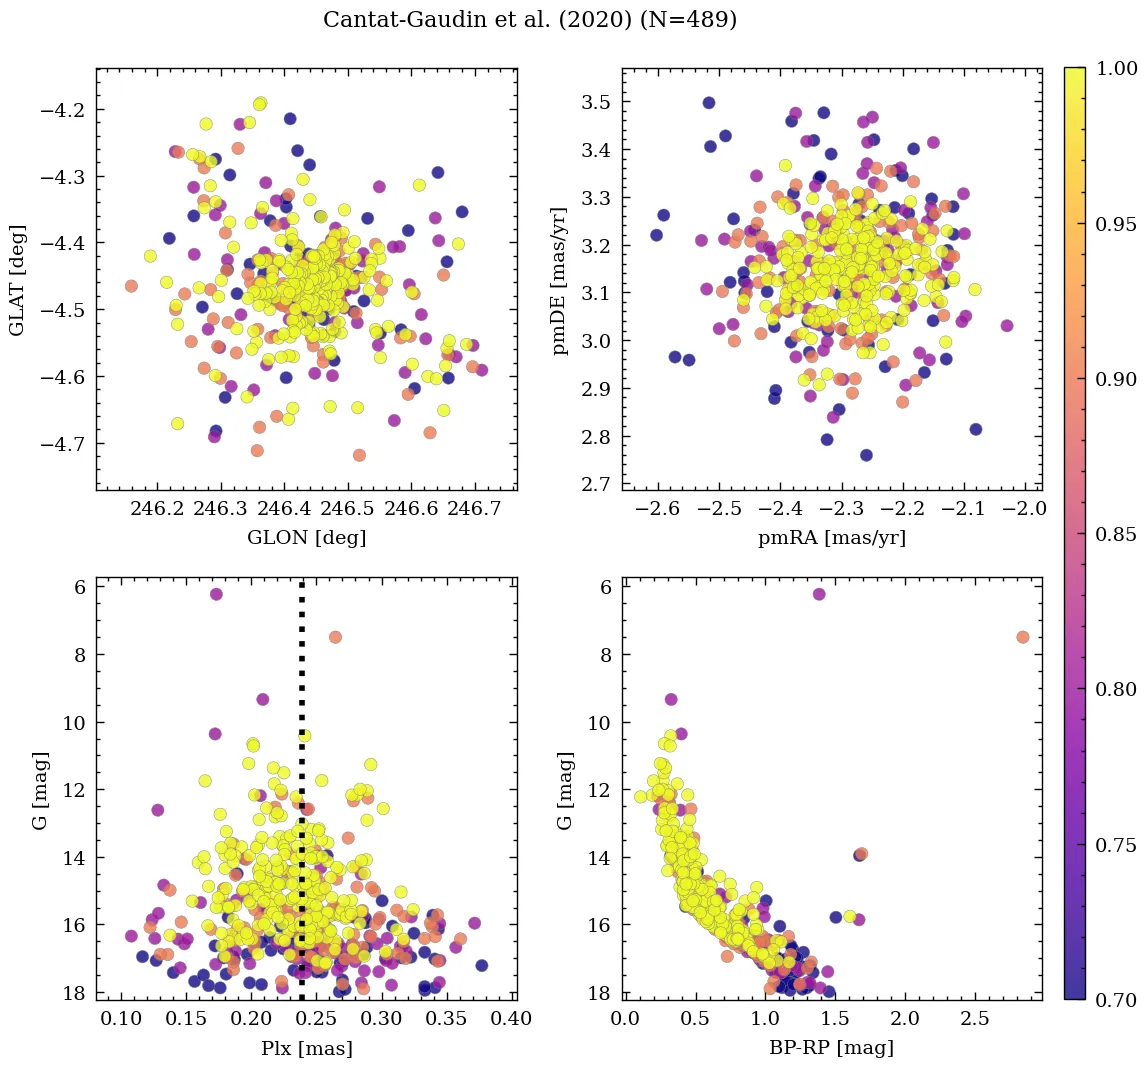 Cantat-Gaudin et al. (2020) (N=489)
−4.2
−4.3
−4.4
−4.5
−4.6
−4.7
GLAT [deg]
246.2 246.3 246.4 246.5 246.6 246.7
GLON [deg]
3.5
3.4
3.3
3.2
3.1
3.0
2.9
2.8
2.7
pmDE [mas/yr]
−2.6 −2.5 −2.4 −2.3 −2.2 −2.1 −2.0
pmRA [mas/yr]
6
8
10
12
14
16
18
G [mag]
0.10 0.15 0.20 0.25 0.30 0.35 0.40
Plx [mas]
6
8
10
12
14
16
18
G [mag]
0.0 0.5 1.0 1.5 2.0 2.5
BP-RP [mag]
1.00
0.95
0.90
0.85
0.80
0.75
0.70